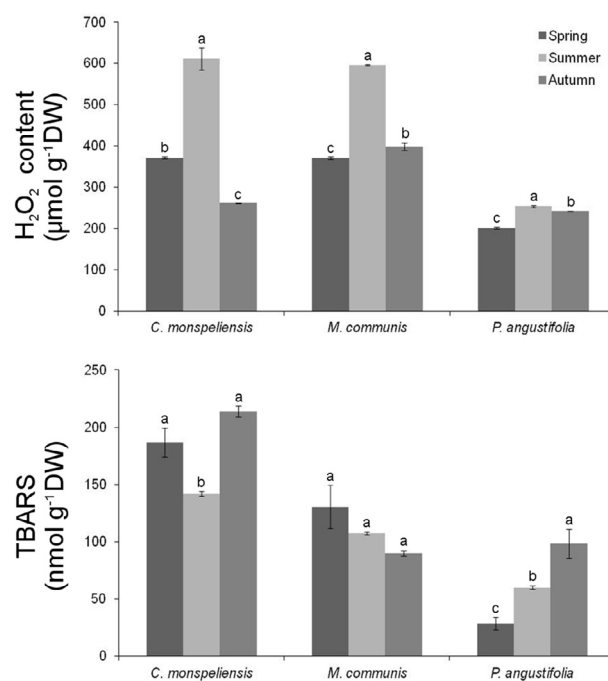 700
600
500
400
300
200
100
0
H₂O₂ content
(µmol g⁻¹DW)
Spring
Summer
Autumn
b a c
c a b
c a b
C. monspeliensis M. communis P. angustifolia
250
200
150
100
50
0
TBARS
(nmol g⁻¹DW)
a b a
a a a
c b a
C. monspeliensis M. communis P. angustifolia